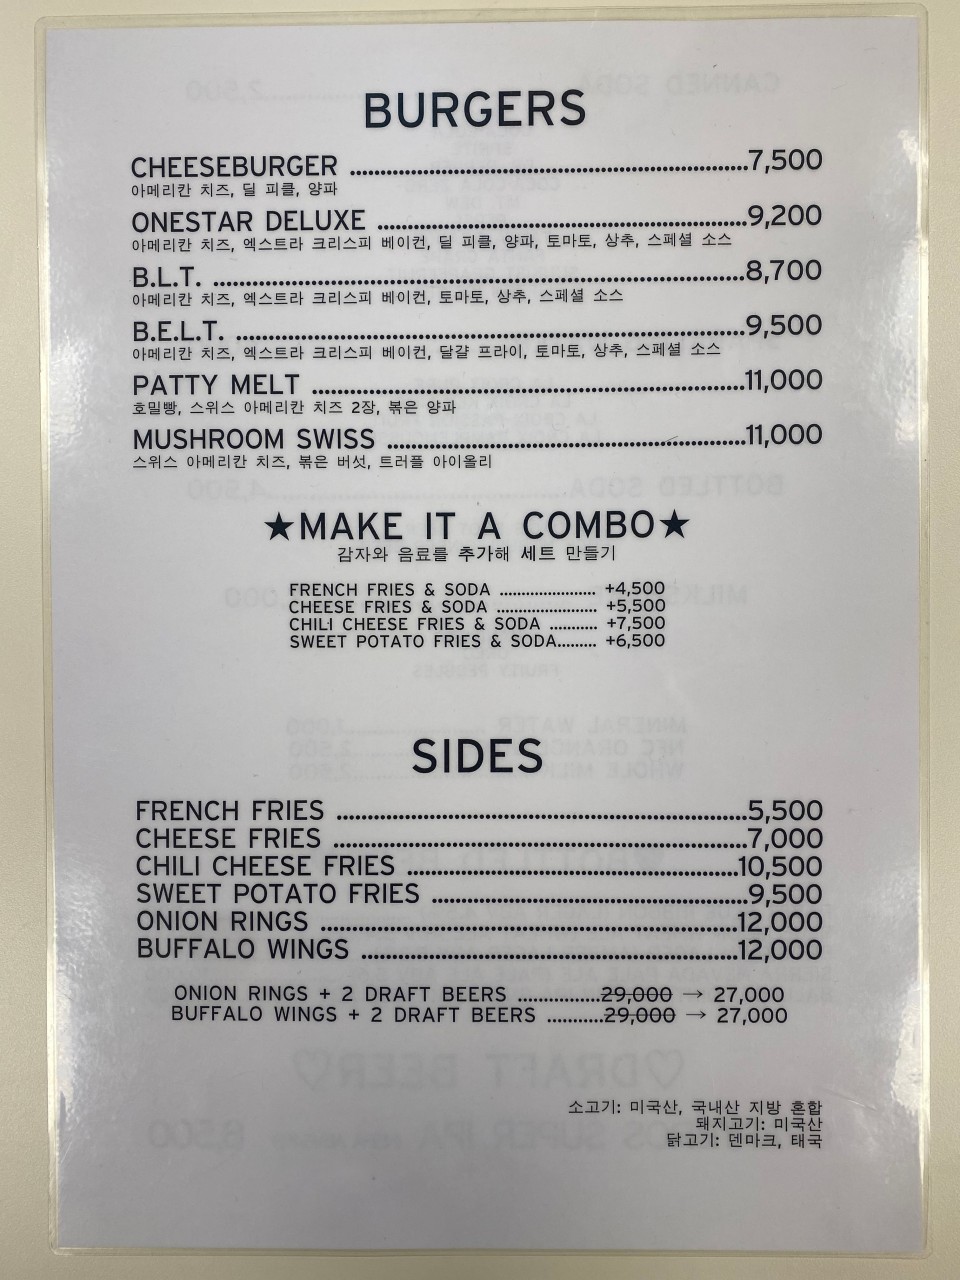 BURGERS
CHEESEBURGER ........................................7,500
아메리칸 치즈, 딜 피클, 양파
ONESTAR DELUXE ........................................9,200
아메리칸 치즈, 엑스트라 크리스피 베이컨, 딜 피클, 양파, 토마토, 상추, 스페셜 소스
B.L.T. ........................................8,700
아메리칸 치즈, 엑스트라 크리스피 베이컨, 토마토, 상추, 스페셜 소스
B.E.L.T. ........................................9,500
아메리칸 치즈, 엑스트라 크리스피 베이컨, 달걀 프라이, 토마토, 상추, 스페셜 소스
PATTY MELT ........................................11,000
호밀빵, 스위스 아메리칸 치즈 2장, 볶은 양파
MUSHROOM SWISS ........................................11,000
스위스 아메리칸 치즈, 볶은 버섯, 트러플 아이올리
★MAKE IT A COMBO★
감자와 음료를 추가해 세트 만들기
FRENCH FRIES & SODA ...................... +4,500
CHEESE FRIES & SODA ....................... +5,500
CHILI CHEESE FRIES & SODA ........... +7,500
SWEET POTATO FRIES & SODA......... +6,500
SIDES
FRENCH FRIES ........................................5,500
CHEESE FRIES ........................................7,000
CHILI CHEESE FRIES ........................................10,500
SWEET POTATO FRIES ........................................9,500
ONION RINGS ........................................12,000
BUFFALO WINGS ........................................12,000
ONION RINGS + 2 DRAFT BEERS ................29,000 → 27,000
BUFFALO WINGS + 2 DRAFT BEERS ...........29,000 → 27,000
소고기: 미국산, 국내산 지방 혼합
돼지고기: 미국산
닭고기: 덴마크, 태국